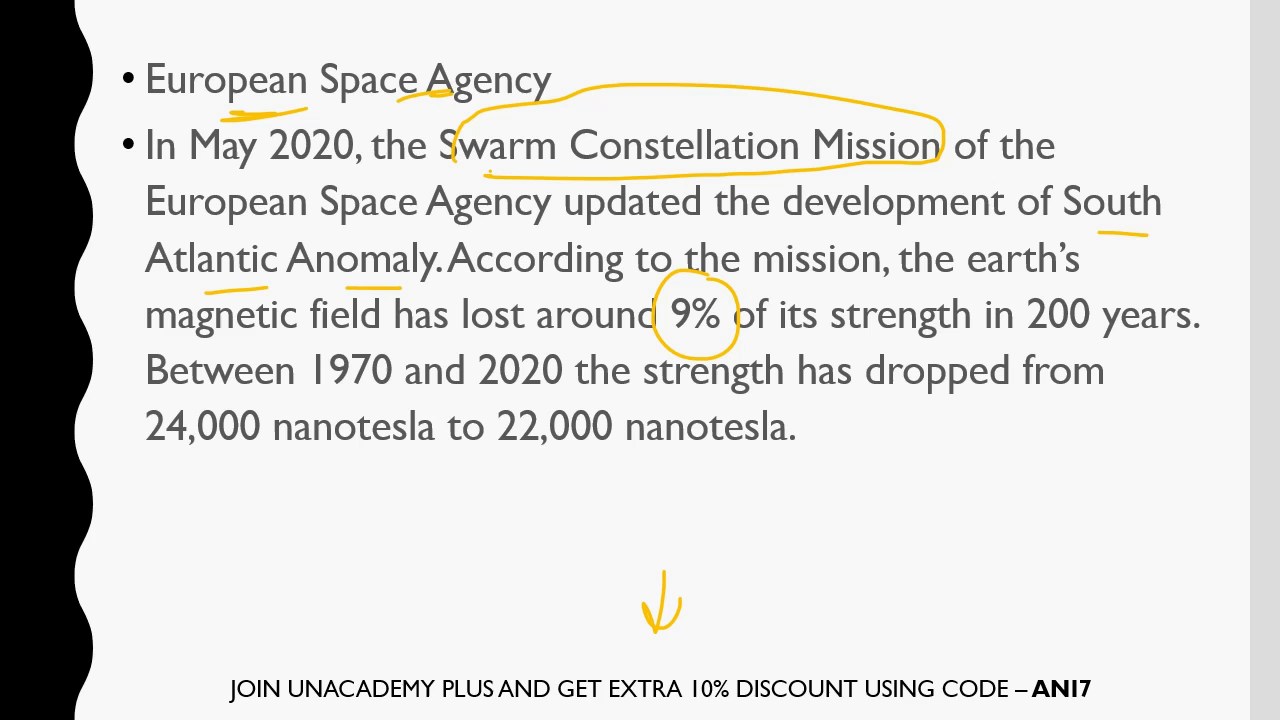 • European Space Agency
• In May 2020, the Swarm Constellation Mission of the
European Space Agency updated the development of South
Atlantic Anomaly. According to the mission, the earth’s
magnetic field has lost around 9% of its strength in 200 years.
Between 1970 and 2020 the strength has dropped from
24,000 nanotesla to 22,000 nanotesla.
JOIN UNACADEMY PLUS AND GET EXTRA 10% DISCOUNT USING CODE – ANI7